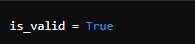 is_valid = True